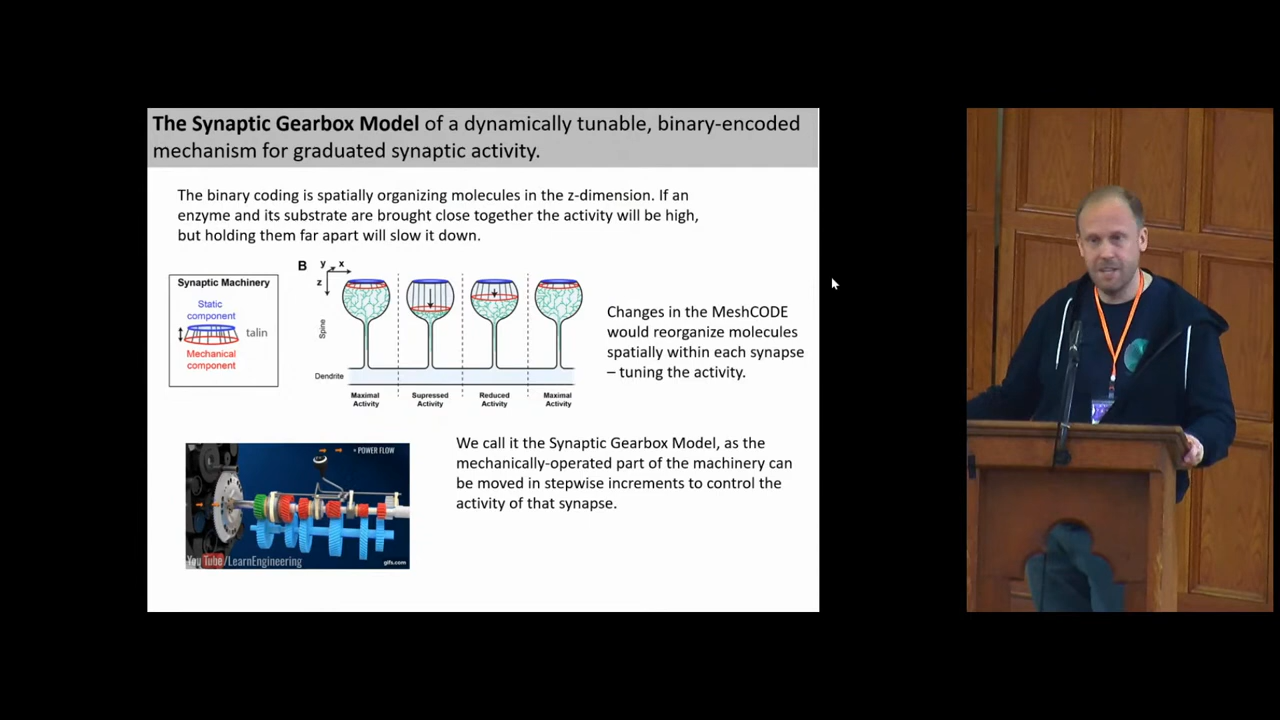 The Synaptic Gearbox Model of a dynamically tunable, binary-encoded
mechanism for graduated synaptic activity.
The binary coding is spatially organizing molecules in the z-dimension. If an
enzyme and its substrate are brought close together the activity will be high,
but holding them far apart will slow it down.
Synaptic Machinery
Static
component
talin
Mechanical
component
B
y x
z
Spine
Dendrite
Maximal
Activity
Supressed
Activity
Reduced
Activity
Maximal
Activity
Changes in the MeshCODE
would reorganize molecules
spatially within each synapse
– tuning the activity.
+ POWER FLOW
You Tube/LearnEngineering
gifs.com
We call it the Synaptic Gearbox Model, as the
mechanically-operated part of the machinery can
be moved in stepwise increments to control the
activity of that synapse.